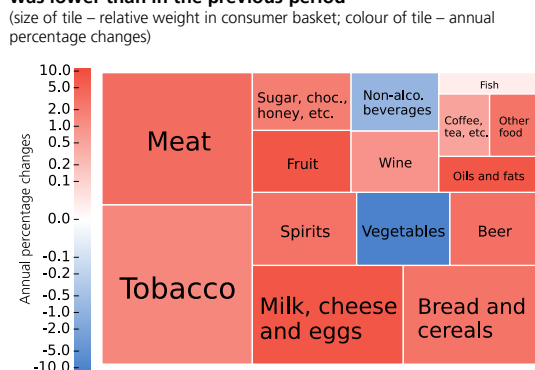 was lower than in the previous period
(size of tile – relative weight in consumer basket; colour of tile – annual
percentage changes)
Annual percentage changes
10.0
5.0
2.0
1.0
0.5
0.2
0.1
0.0
-0.1
-0.2
-0.5
-1.0
-2.0
-5.0
-10.0
Meat
Tobacco
Sugar, choc.,
honey, etc.
Non-alco.
beverages
Fish
Coffee,
tea, etc.
Other
food
Fruit
Wine
Oils and fats
Spirits
Vegetables
Beer
Milk, cheese
and eggs
Bread and
cereals